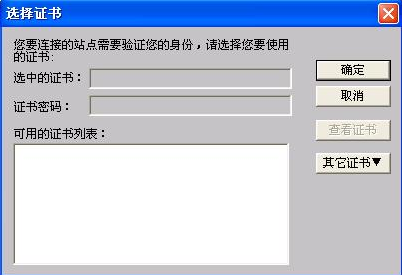 选择证书
您要连接的站点需要验证您的身份，请选择您要使用
的证书:
选中的证书：
证书密码：
可用的证书列表：
确定
取消
查看证书
其它证书▼